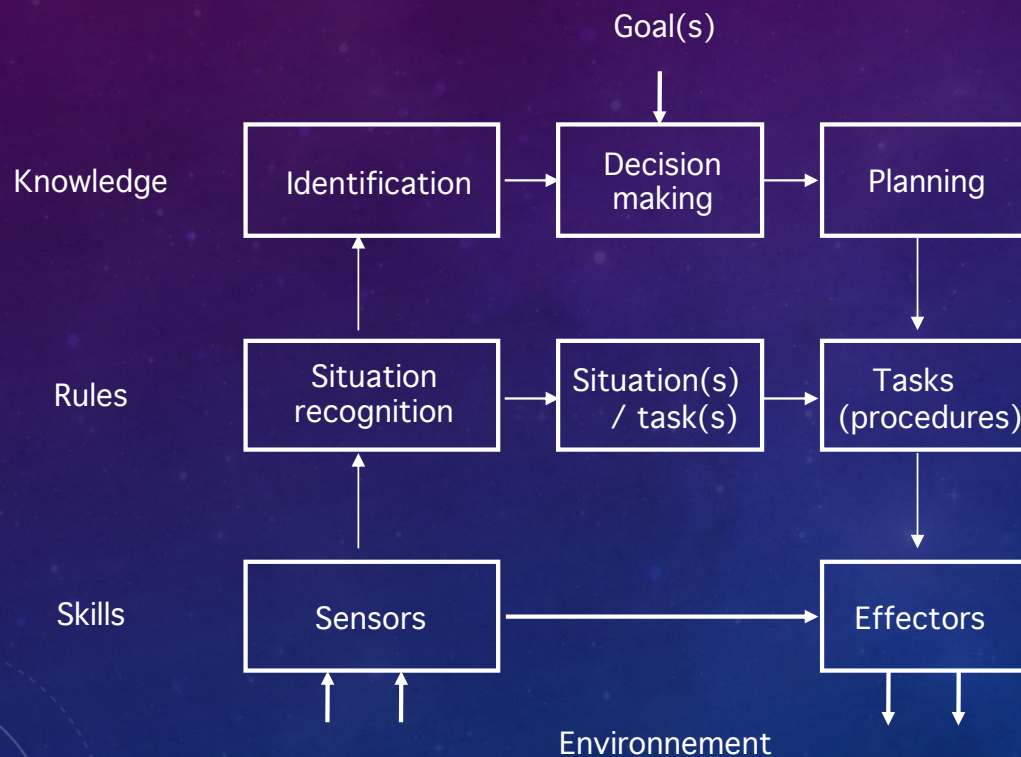 Goal(s)
Knowledge
Identification
Decision
making
Planning
Rules
Situation
recognition
Situation(s)
/ task(s)
Tasks
(procedures)
Skills
Sensors
Effectors
Environnement